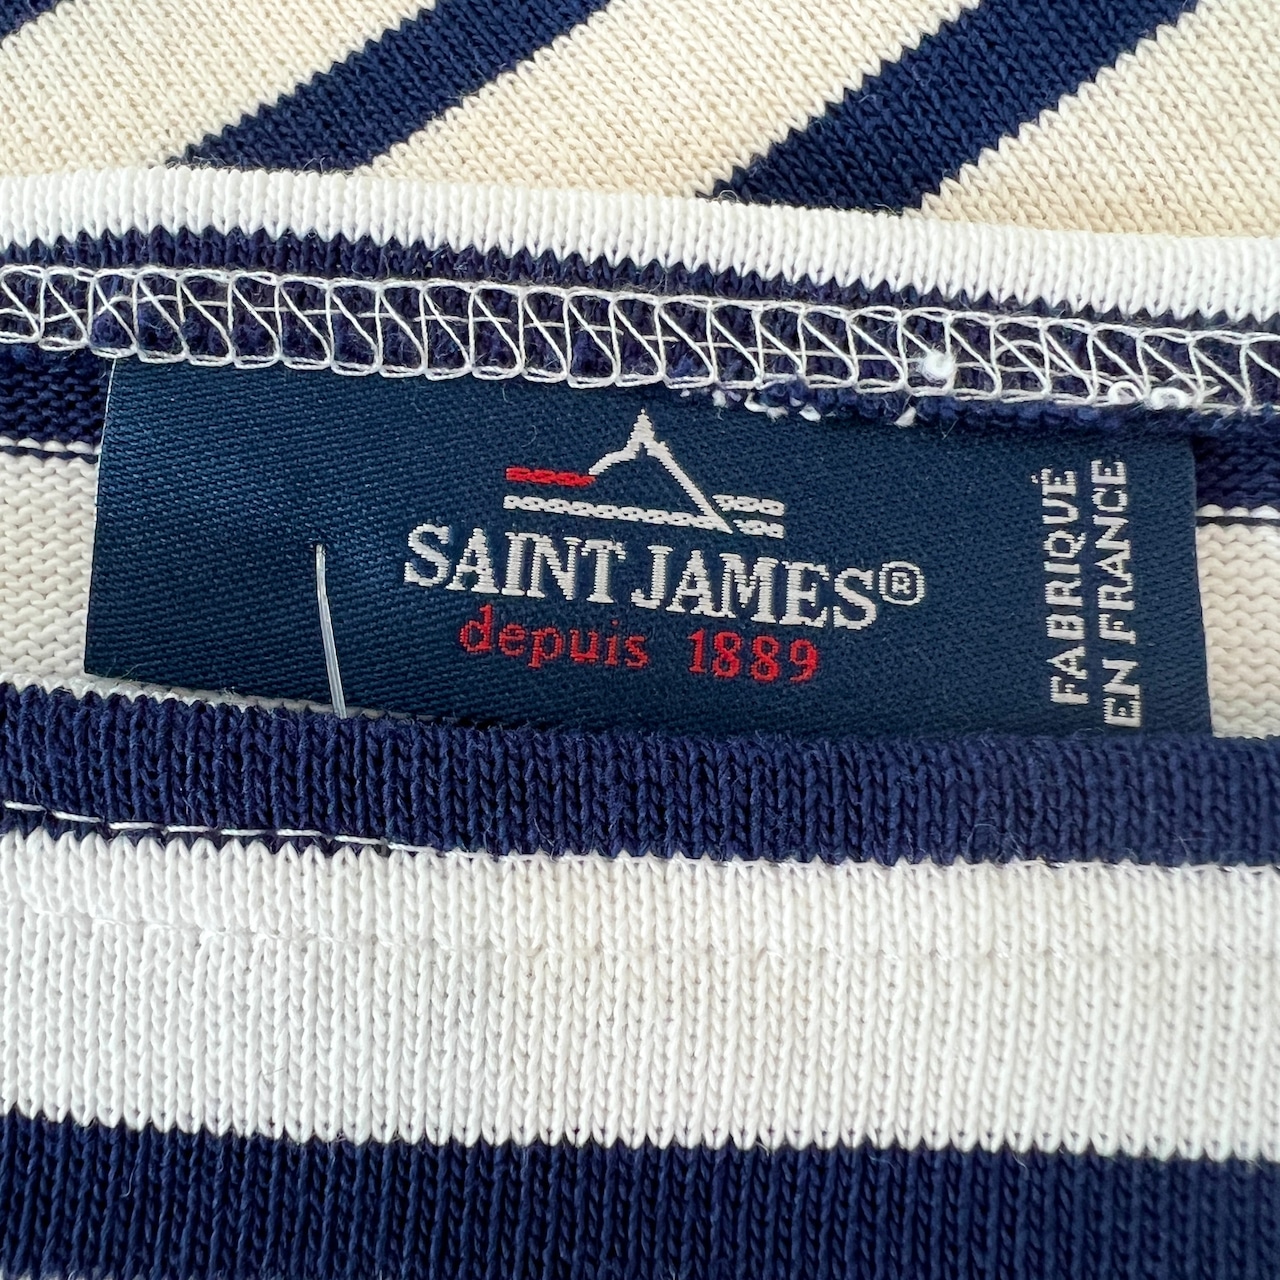 SAINT JAMES®
depuis 1889
FABRIQUÉ
EN FRANCE